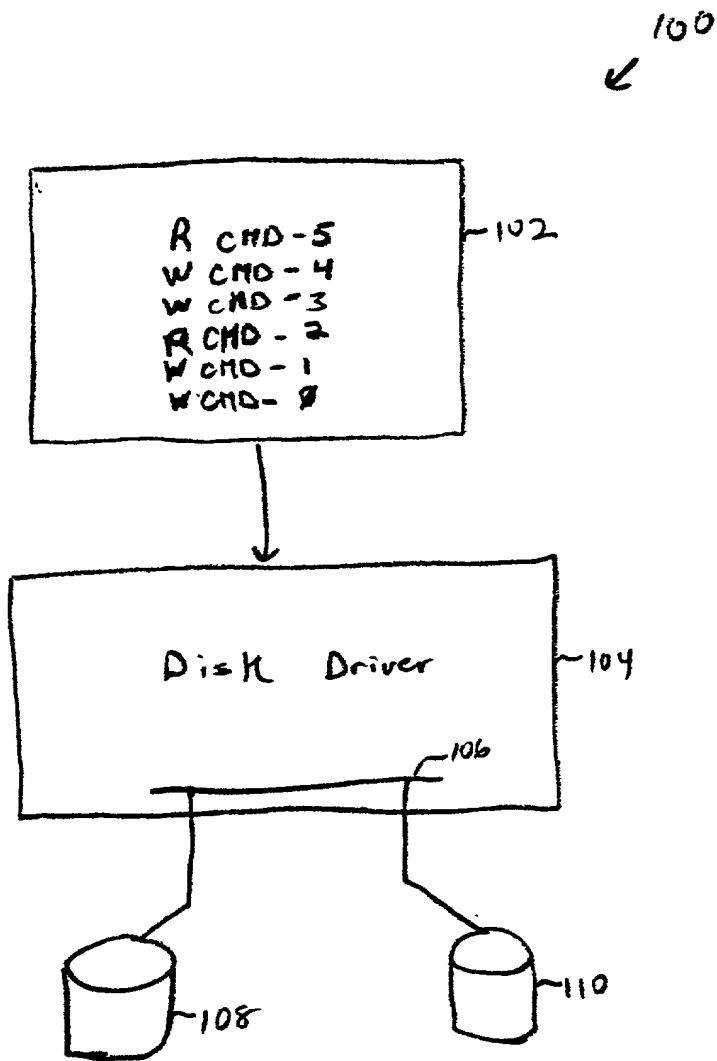 100
R CMD-5
W CMD-4
W CMD-3
R CMD-2
W CMD-1
W CMD-0
102
Disk Driver
104
106
108
110